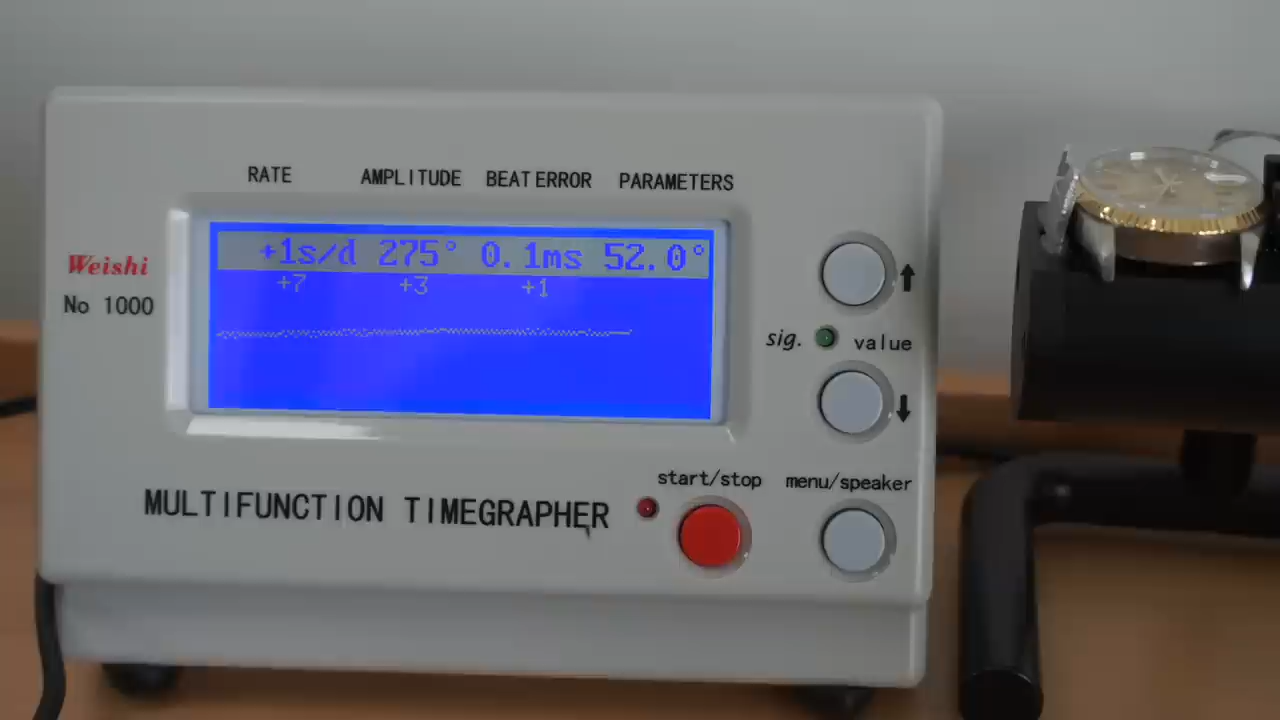 RATE AMPLITUDE BEAT ERROR PARAMETERS
+1s/d 275° 0.1ms 52.0°
+7 +3 +1
Weishi
No 1000
sig. value
start/stop menu/speaker
MULTIFUNCTION TIMEGRAPHER